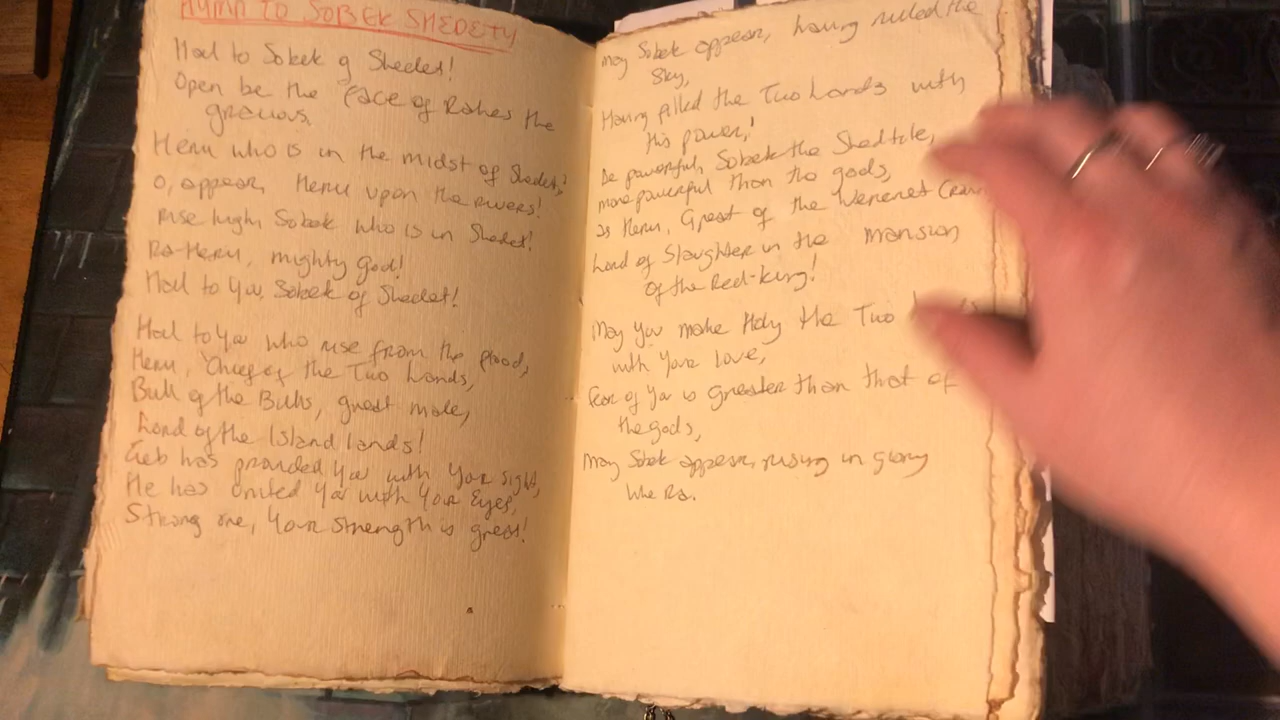 HYMN TO SOBEK SHEDETY
Hail to Sobek of Shedet!
Open be the face of Rahes the
gracious
Heru who is in the midst of Shedet,!
O, appear, Heru upon the rivers!
rise high, Sobek who is in Shedet!
Ra-Heru, mighty god!
Hail to You, Sobek of Shedet!
Hail to You who rise from the flood,
Heru, Chief of the Two Lands,
Bull of the Bulls, great male,
Lord of the Island lands!
Geb has provided You with Your sight,
He has united You with Your Eyes,
Strong one, Your strength is great!
may Sobek appear, having ruled the
Sky,
Having filled the Two Lands with
His power,!
Be powerful, Sobek the Shedtite,
more powerful than the gods,
as Heru, Great of the Wereret
Lord of Slaughter in the mansion
of the Red-king!
May You make Holy the Two
with Your love,
fear of You is greater than that of
the gods,
may Sobek appear, rising in glory
like Ra.